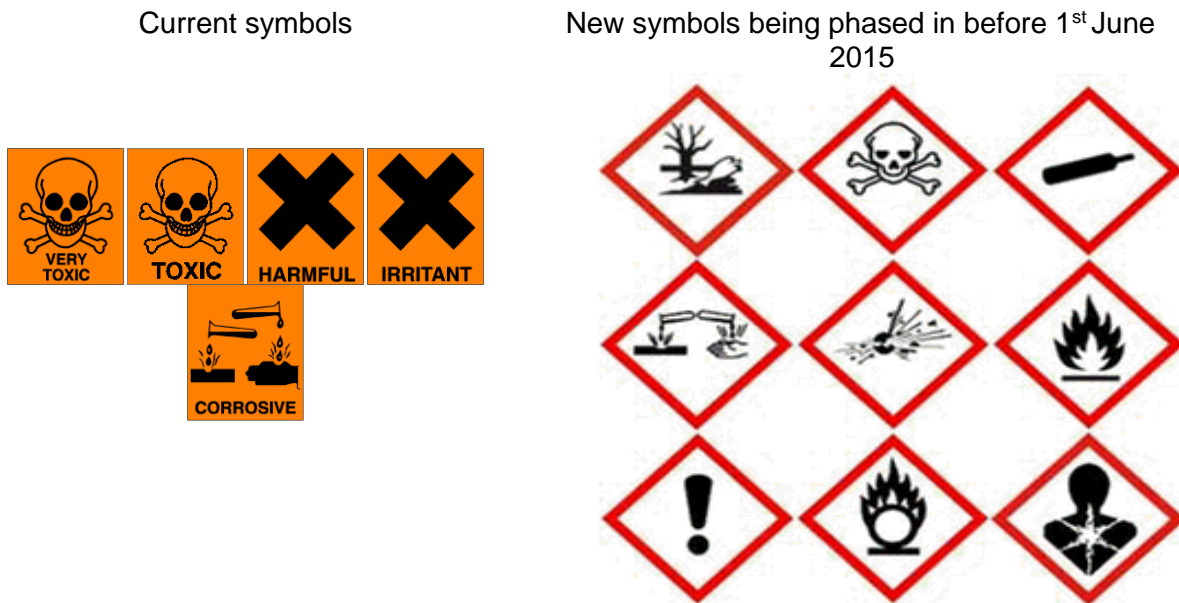 Current symbols
New symbols being phased in before 1st June
2015
VERY
TOXIC
TOXIC
HARMFUL
IRRITANT
CORROSIVE